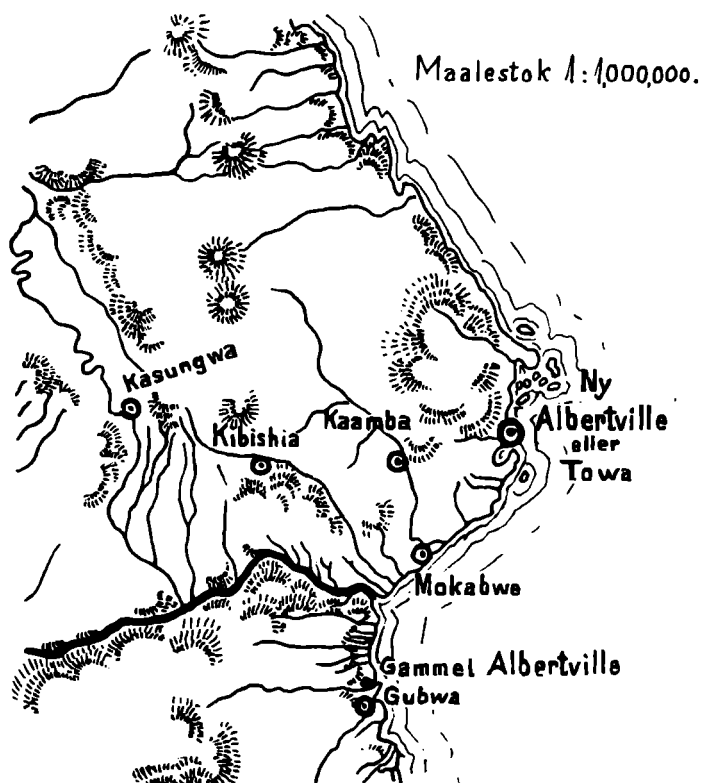 Maalestok 1:1,000,000.
Kasungwa
Ny
Kibishia
Kaamba
Albertville
eller
Towa
Mokabwe
Gammel Albertville
Gubwa